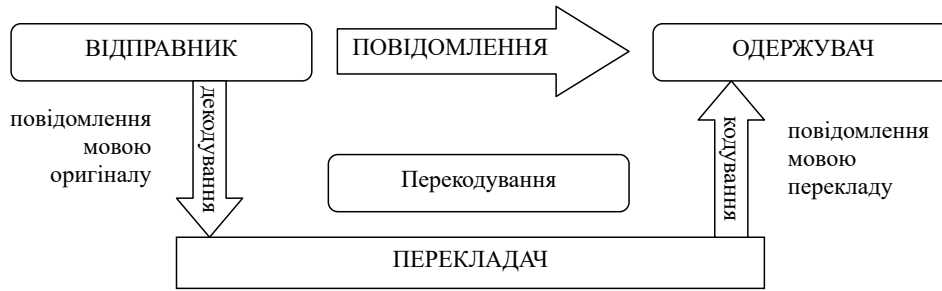 ВІДПРАВНИК
ПОВІДОМЛЕННЯ
ОДЕРЖУВАЧ
повідомлення
мовою
оригіналу
декодування
Перекодування
кодування
повідомлення
мовою
перекладу
ПЕРЕКЛАДАЧ